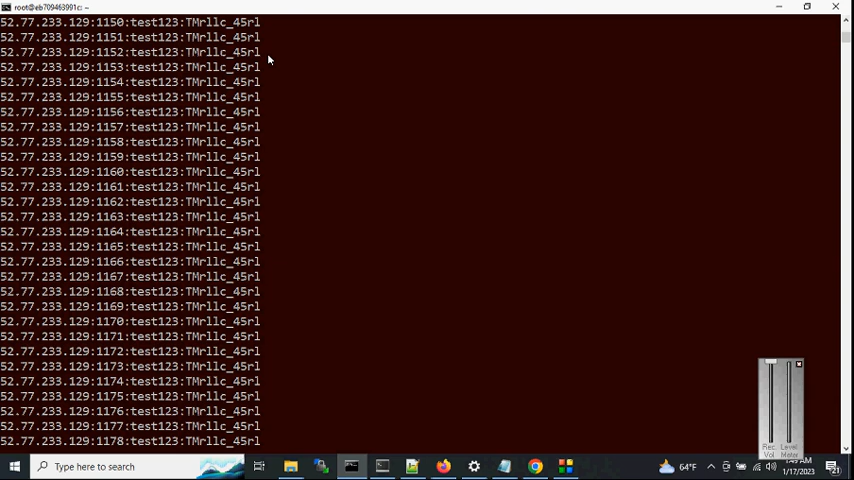 root@eb709463991c: ~
52.77.233.129:1150:test123:TMrllc_45rl
52.77.233.129:1151:test123:TMrllc_45rl
52.77.233.129:1152:test123:TMrllc_45rl
52.77.233.129:1153:test123:TMrllc_45rl
52.77.233.129:1154:test123:TMrllc_45rl
52.77.233.129:1155:test123:TMrllc_45rl
52.77.233.129:1156:test123:TMrllc_45rl
52.77.233.129:1157:test123:TMrllc_45rl
52.77.233.129:1158:test123:TMrllc_45rl
52.77.233.129:1159:test123:TMrllc_45rl
52.77.233.129:1160:test123:TMrllc_45rl
52.77.233.129:1161:test123:TMrllc_45rl
52.77.233.129:1162:test123:TMrllc_45rl
52.77.233.129:1163:test123:TMrllc_45rl
52.77.233.129:1164:test123:TMrllc_45rl
52.77.233.129:1165:test123:TMrllc_45rl
52.77.233.129:1166:test123:TMrllc_45rl
52.77.233.129:1167:test123:TMrllc_45rl
52.77.233.129:1168:test123:TMrllc_45rl
52.77.233.129:1169:test123:TMrllc_45rl
52.77.233.129:1170:test123:TMrllc_45rl
52.77.233.129:1171:test123:TMrllc_45rl
52.77.233.129:1172:test123:TMrllc_45rl
52.77.233.129:1173:test123:TMrllc_45rl
52.77.233.129:1174:test123:TMrllc_45rl
52.77.233.129:1175:test123:TMrllc_45rl
52.77.233.129:1176:test123:TMrllc_45rl
52.77.233.129:1177:test123:TMrllc_45rl
52.77.233.129:1178:test123:TMrllc_45rl
Rec. Level
Vol Meter
Type here to search
64°F
1/17/2023
21